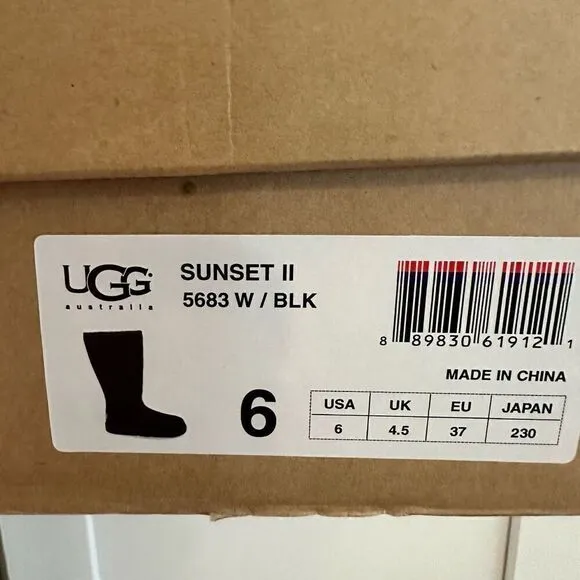 UGG
australia
SUNSET II
5683 W / BLK
8 89830 61912 1
MADE IN CHINA
6
USA UK EU JAPAN
6 4.5 37 230